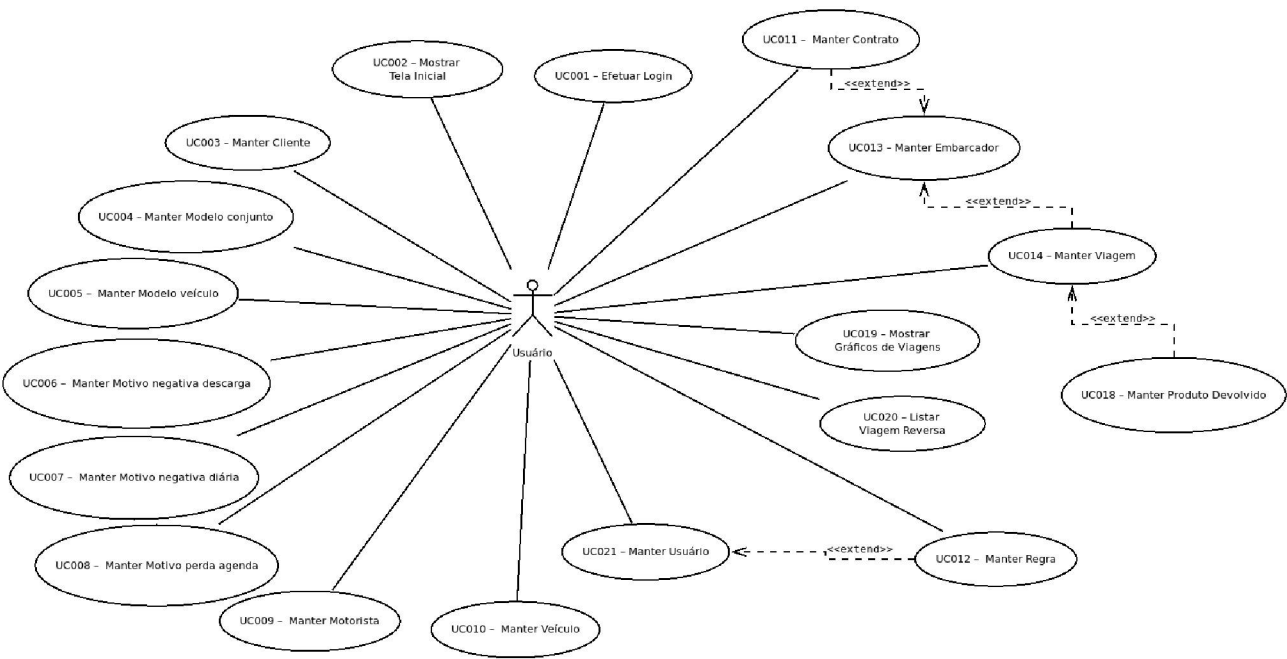 UC011 – Manter Contrato
UC002 – Mostrar
Tela Inicial
UC001 – Efetuar Login
<<extend>>
UC003 – Manter Cliente
UC013 – Manter Embarcador
UC004 – Manter Modelo conjunto
<<extend>>
UC014 – Manter Viagem
UC005 – Manter Modelo veículo
<<extend>>
UC019 – Mostrar
Gráficos de Viagens
Usuário
UC006 – Manter Motivo negativa descarga
UC018 – Manter Produto Devolvido
UC020 – Listar
Viagem Reversa
UC007 – Manter Motivo negativa diária
UC021 – Manter Usuário
<<extend>>
UC012 – Manter Regra
UC008 – Manter Motivo perda agenda
UC009 – Manter Motorista
UC010 – Manter Veículo